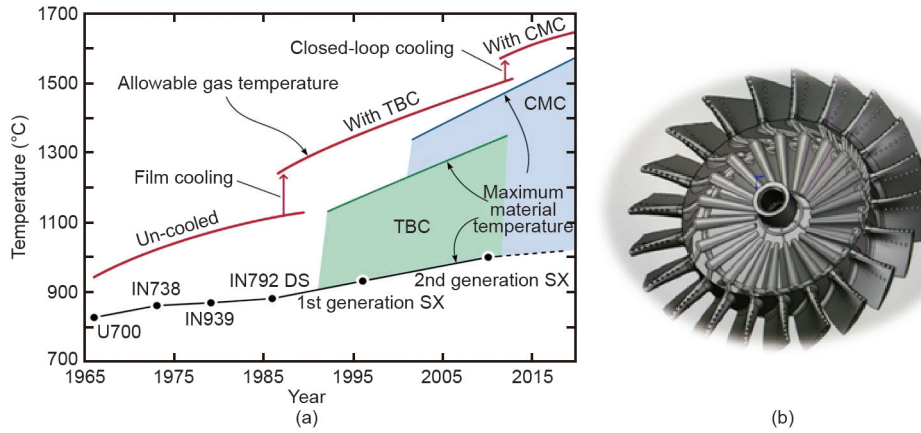 1700
1500
1300
1100
900
700
Temperature (°C)
1965
1975
1985
1995
2005
2015
Year
With CMC
Closed-loop cooling
Allowable gas temperature
With TBC
CMC
Film cooling
Maximum
material
temperature
Un-cooled
TBC
IN738
IN792 DS
2nd generation SX
1st generation SX
U700
IN939
(a)
(b)